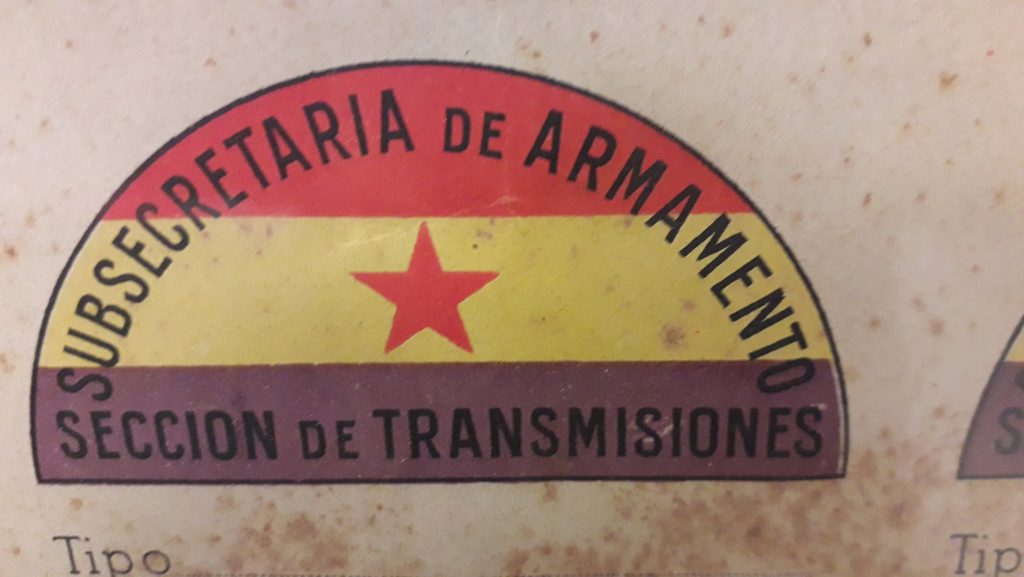 SUBSECRETARIA DE ARMAMENTO
SECCION DE TRANSMISIONES
Tipo